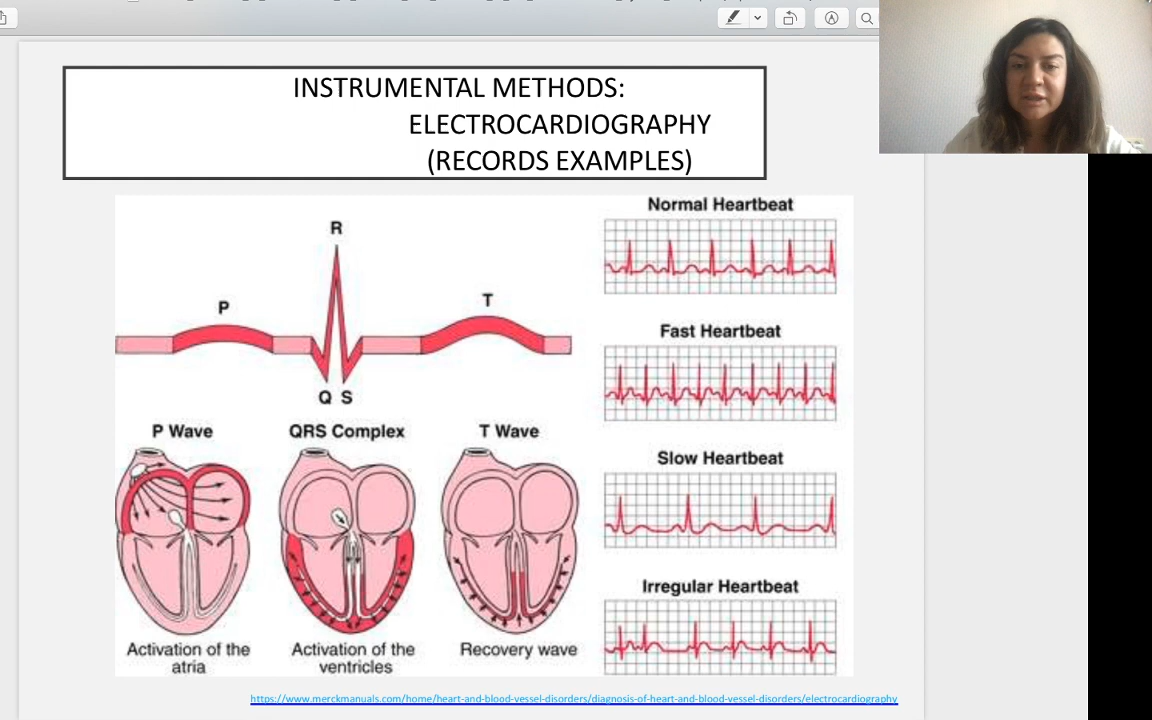 INSTRUMENTAL METHODS:
ELECTROCARDIOGRAPHY
(RECORDS EXAMPLES)
R
P
T
Q S
P Wave
QRS Complex
T Wave
Activation of the
atria
Activation of the
ventricles
Recovery wave
Normal Heartbeat
Fast Heartbeat
Slow Heartbeat
Irregular Heartbeat
https://www.merckmanuals.com/home/heart-and-blood-vessel-disorders/diagnosis-of-heart-and-blood-vessel-disorders/electrocardiography